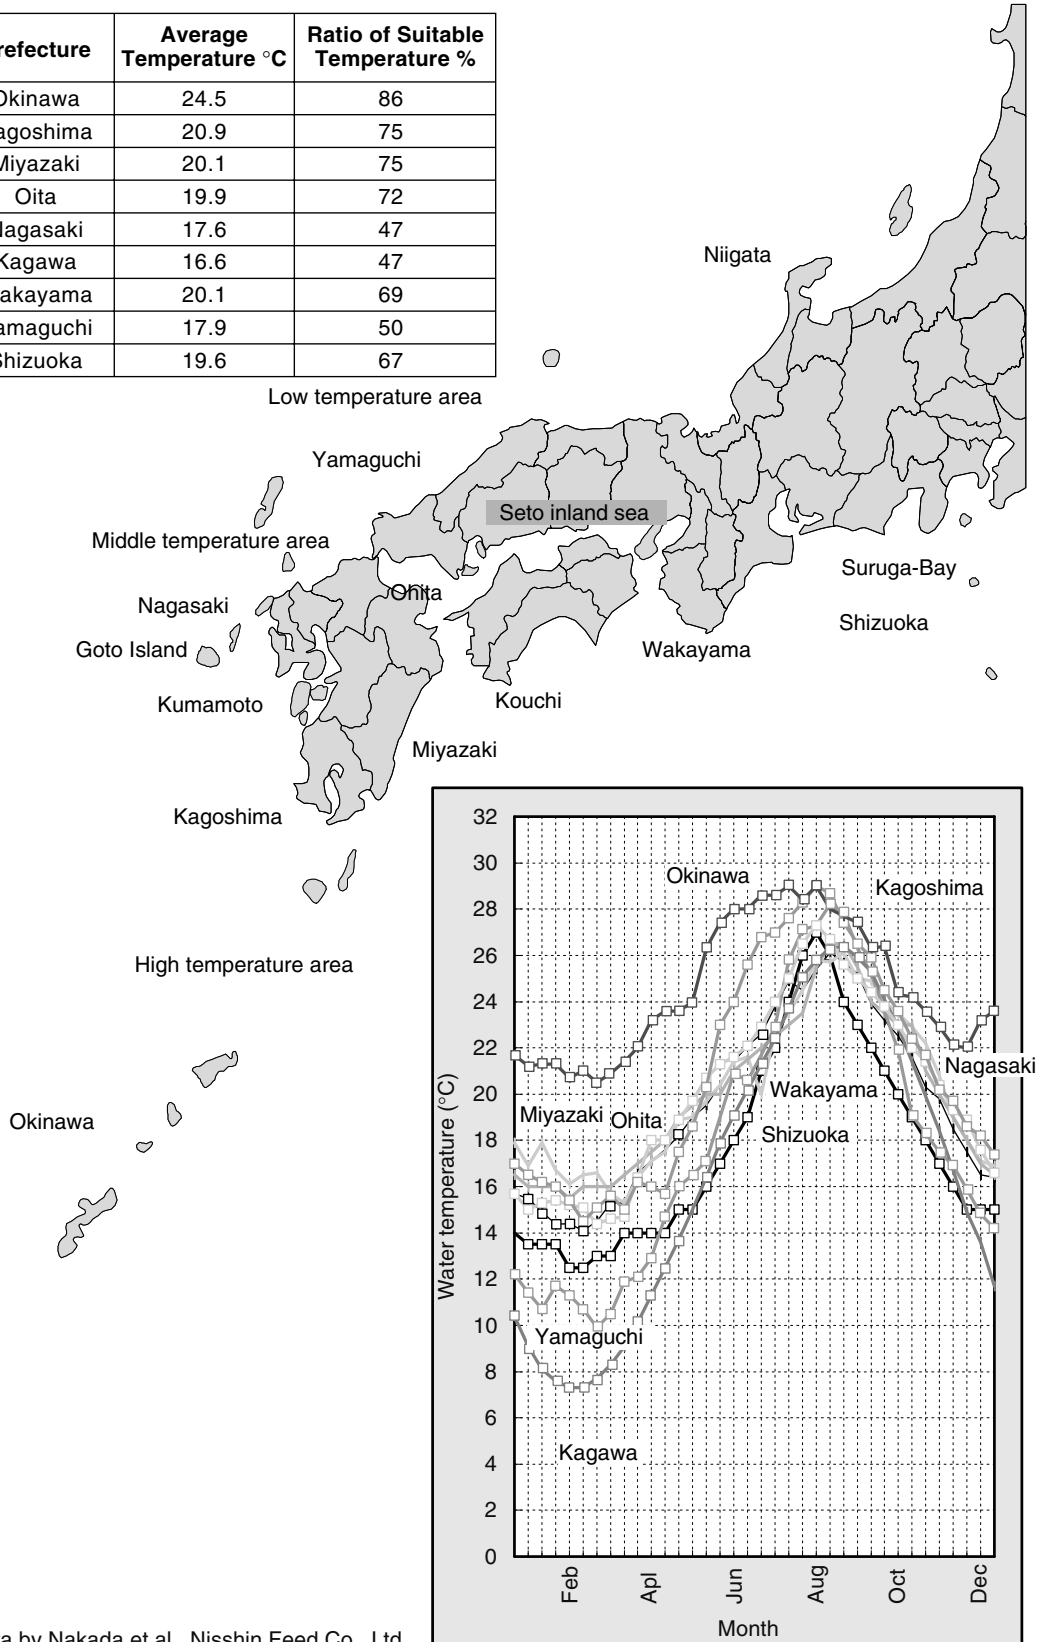 refecture
Average
Temperature °C
Ratio of Suitable
Temperature %
Okinawa 24.5 86
agoshima 20.9 75
Miyazaki 20.1 75
Oita 19.9 72
Nagasaki 17.6 47
Kagawa 16.6 47
akayama 20.1 69
amaguchi 17.9 50
Shizuoka 19.6 67
Niigata
Low temperature area
Yamaguchi
Seto inland sea
Middle temperature area
Suruga-Bay
Ohita
Nagasaki
Shizuoka
Goto Island
Wakayama
Kouchi
Kumamoto
Miyazaki
Kagoshima
High temperature area
Okinawa
Water temperature (°C)
32
30
28
26
24
22
20
18
16
14
12
10
8
6
4
2
0
Okinawa
Kagoshima
Nagasaki
Wakayama
Miyazaki
Ohita
Shizuoka
Yamaguchi
Kagawa
Feb Apl Jun Aug Oct Dec
Month
a by Nakada et al., Nisshin Feed Co., Ltd.